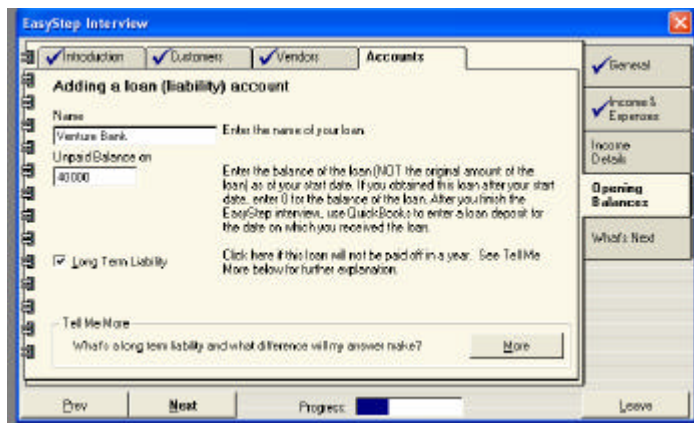 EasyStep Interview
Introduction
Customers
Vendors
Accounts
General
Income &
Expenses
Income
Details
Opening
Balances
What's Next
Adding a loan (liability) account
Name
Venture Bank
Enter the name of your loan.
Unpaid Balance on
40000
Enter the balance of the loan (NOT the original amount of the
loan) as of your start date. If you obtained this loan after your start
date, enter 0 for the balance of the loan. After you finish the
EasyStep interview, use QuickBooks to enter a loan deposit for
the date on which you received the loan.
Long Term Liability
Click here if this loan will not be paid off in a year. See Tell Me
More below for further explanation.
Tell Me More
What's a long term liability and what difference will my answer make?
More
Prev
Next
Progress:
Leave